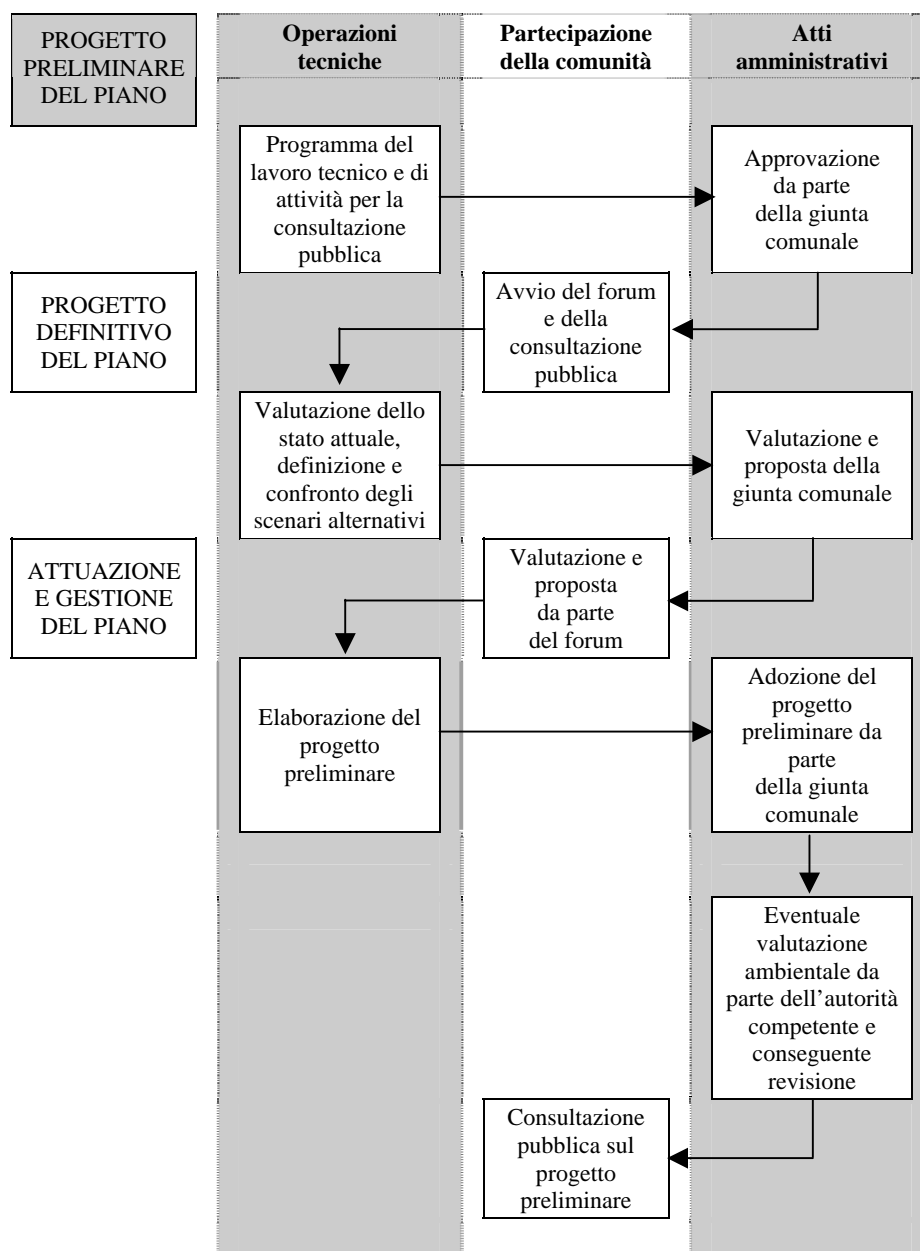 PROGETTO
PRELIMINARE
DEL PIANO
Operazioni
tecniche
Partecipazione
della comunità
Atti
amministrativi
Programma del
lavoro tecnico e di
attività per la
consultazione
pubblica
Approvazione
da parte
della giunta
comunale
PROGETTO
DEFINITIVO
DEL PIANO
Avvio del forum
e della
consultazione
pubblica
Valutazione dello
stato attuale,
definizione e
confronto degli
scenari alternativi
Valutazione e
proposta della
giunta comunale
ATTUAZIONE
E GESTIONE
DEL PIANO
Valutazione e
proposta
da parte
del forum
Elaborazione del
progetto
preliminare
Adozione del
progetto
preliminare da
parte
della giunta
comunale
Eventuale
valutazione
ambientale da
parte dell’autorità
competente e
conseguente
revisione
Consultazione
pubblica sul
progetto
preliminare